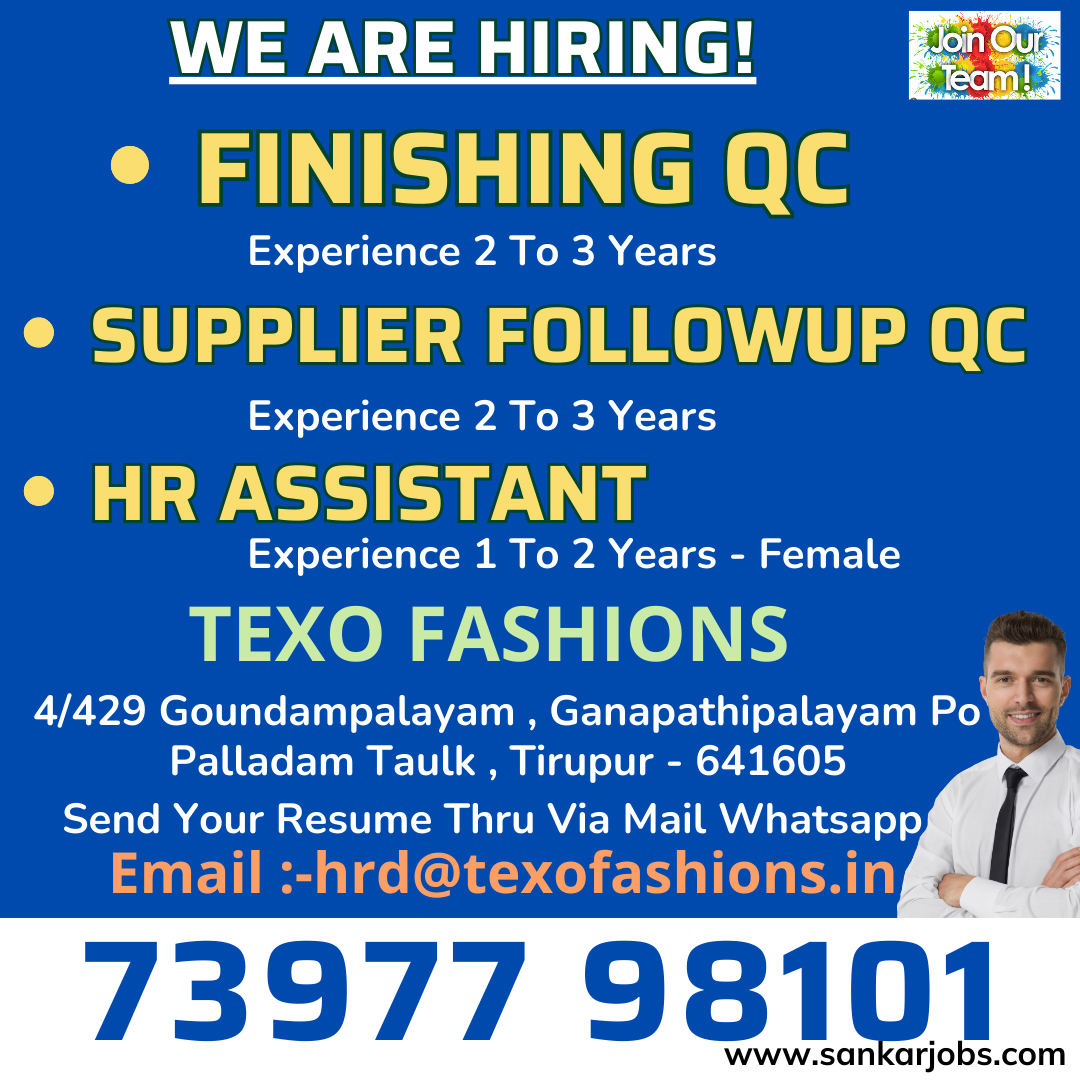 WE ARE HIRING!
Join Our
Team !
• FINISHING QC
Experience 2 To 3 Years
• SUPPLIER FOLLOWUP QC
Experience 2 To 3 Years
• HR ASSISTANT
Experience 1 To 2 Years - Female
TEXO FASHIONS
4/429 Goundampalayam , Ganapathipalayam Po
Palladam Taulk , Tirupur - 641605
Send Your Resume Thru Via Mail Whatsapp
Email :-hrd@texofashions.in
73977 98101
www.sankarjobs.com